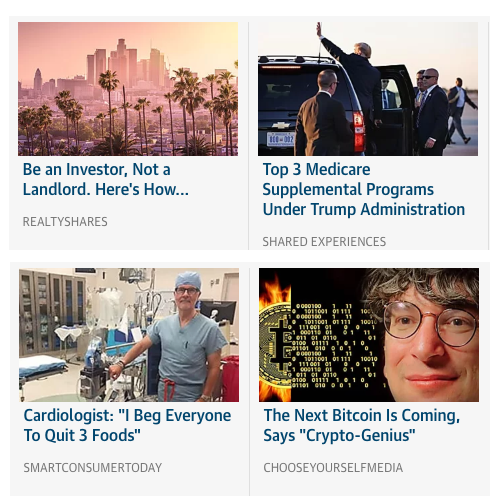 Be an Investor, Not a
Landlord. Here's How...
REALTYSHARES
Top 3 Medicare
Supplemental Programs
Under Trump Administration
SHARED EXPERIENCES
Cardiologist: "I Beg Everyone
To Quit 3 Foods"
SMARTCONSUMERTODAY
The Next Bitcoin Is Coming,
Says "Crypto-Genius"
CHOOSEYOURSELFMEDIA